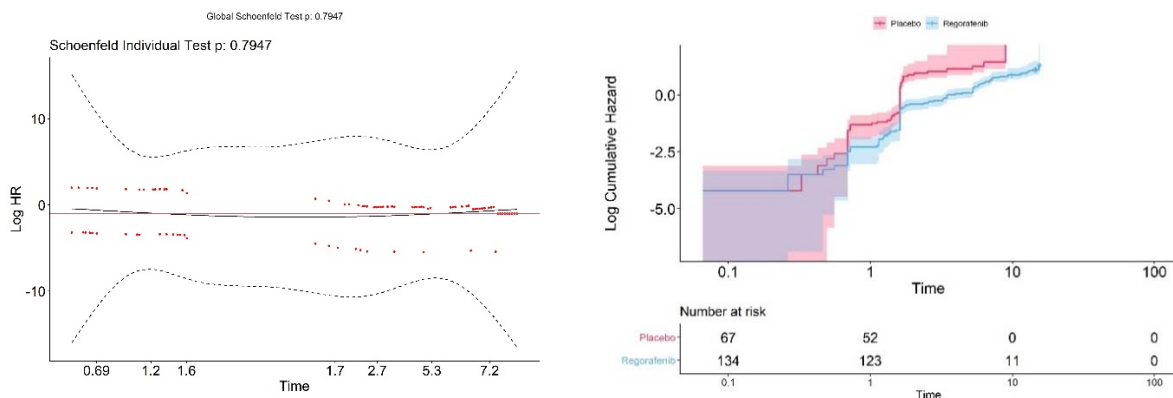 Global Schoenfeld Test p: 0.7947
Schoenfeld Individual Test p: 0.7947
Log HR
10
0
-10
0.69 1.2 1.6 1.7 2.7 5.3 7.2
Time
Placebo Regorafenib
Log Cumulative Hazard
0.0
-2.5
-5.0
0.1 1 10 100
Time
Number at risk
Placebo 67 52 0 0
Regorafenib 134 123 11 0
0.1 1 10 100
Time